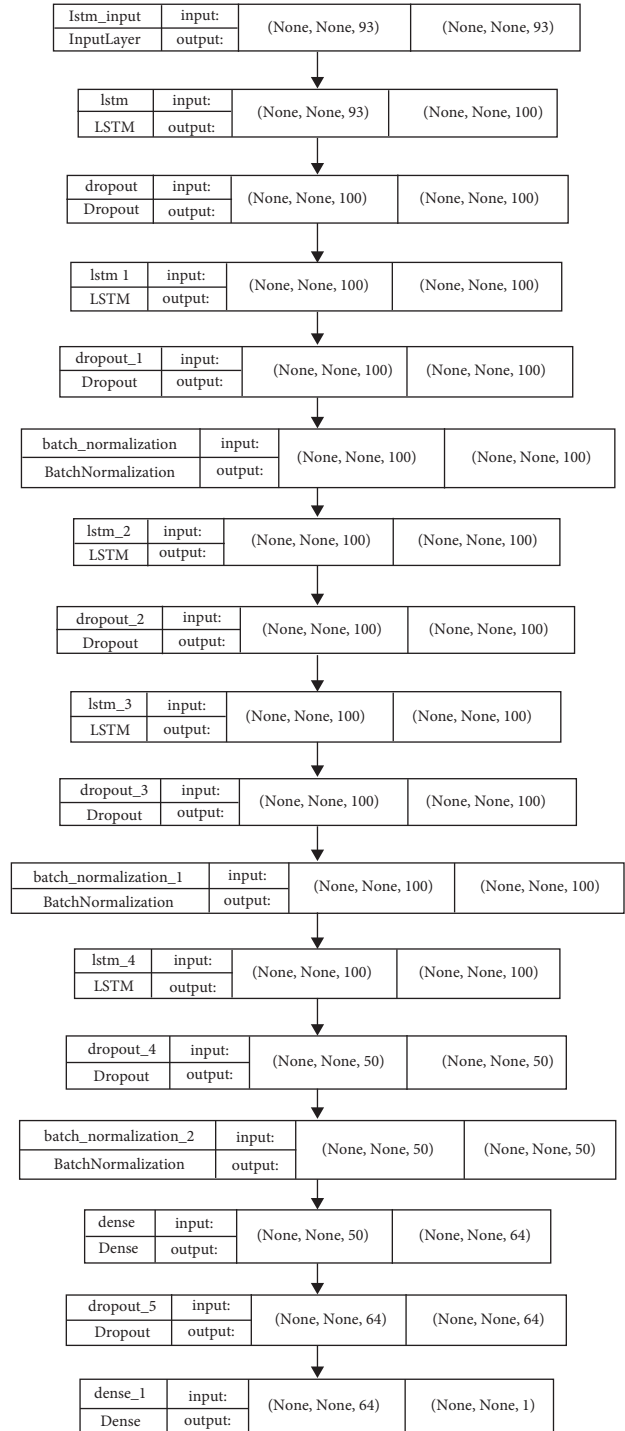 lstm_input input: (None, None, 93) (None, None, 93)
InputLayer output:
lstm input: (None, None, 93) (None, None, 100)
LSTM output:
dropout input: (None, None, 100) (None, None, 100)
Dropout output:
lstm 1 input: (None, None, 100) (None, None, 100)
LSTM output:
dropout_1 input: (None, None, 100) (None, None, 100)
Dropout output:
batch_normalization input: (None, None, 100) (None, None, 100)
BatchNormalization output:
lstm_2 input: (None, None, 100) (None, None, 100)
LSTM output:
dropout_2 input: (None, None, 100) (None, None, 100)
Dropout output:
lstm_3 input: (None, None, 100) (None, None, 100)
LSTM output:
dropout_3 input: (None, None, 100) (None, None, 100)
Dropout output:
batch_normalization_1 input: (None, None, 100) (None, None, 100)
BatchNormalization output:
lstm_4 input: (None, None, 100) (None, None, 100)
LSTM output:
dropout_4 input: (None, None, 50) (None, None, 50)
Dropout output:
batch_normalization_2 input: (None, None, 50) (None, None, 50)
BatchNormalization output:
dense input: (None, None, 50) (None, None, 64)
Dense output:
dropout_5 input: (None, None, 64) (None, None, 64)
Dropout output:
dense_1 input: (None, None, 64) (None, None, 1)
Dense output: